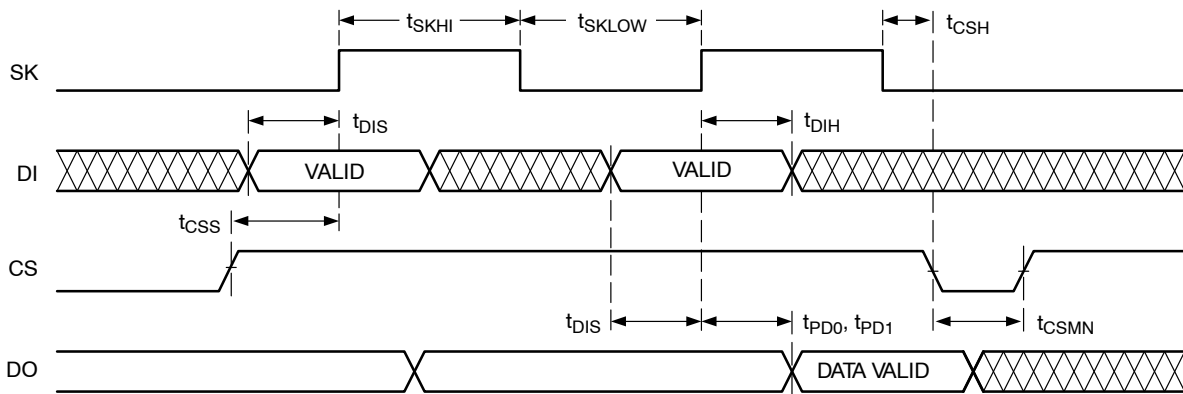 tSKHI
tSKLOW
tCSH
SK
tDIS
tDIH
DI
VALID
VALID
tCSS
CS
tDIS
tPD0, tPD1
tCSMN
DO
DATA VALID